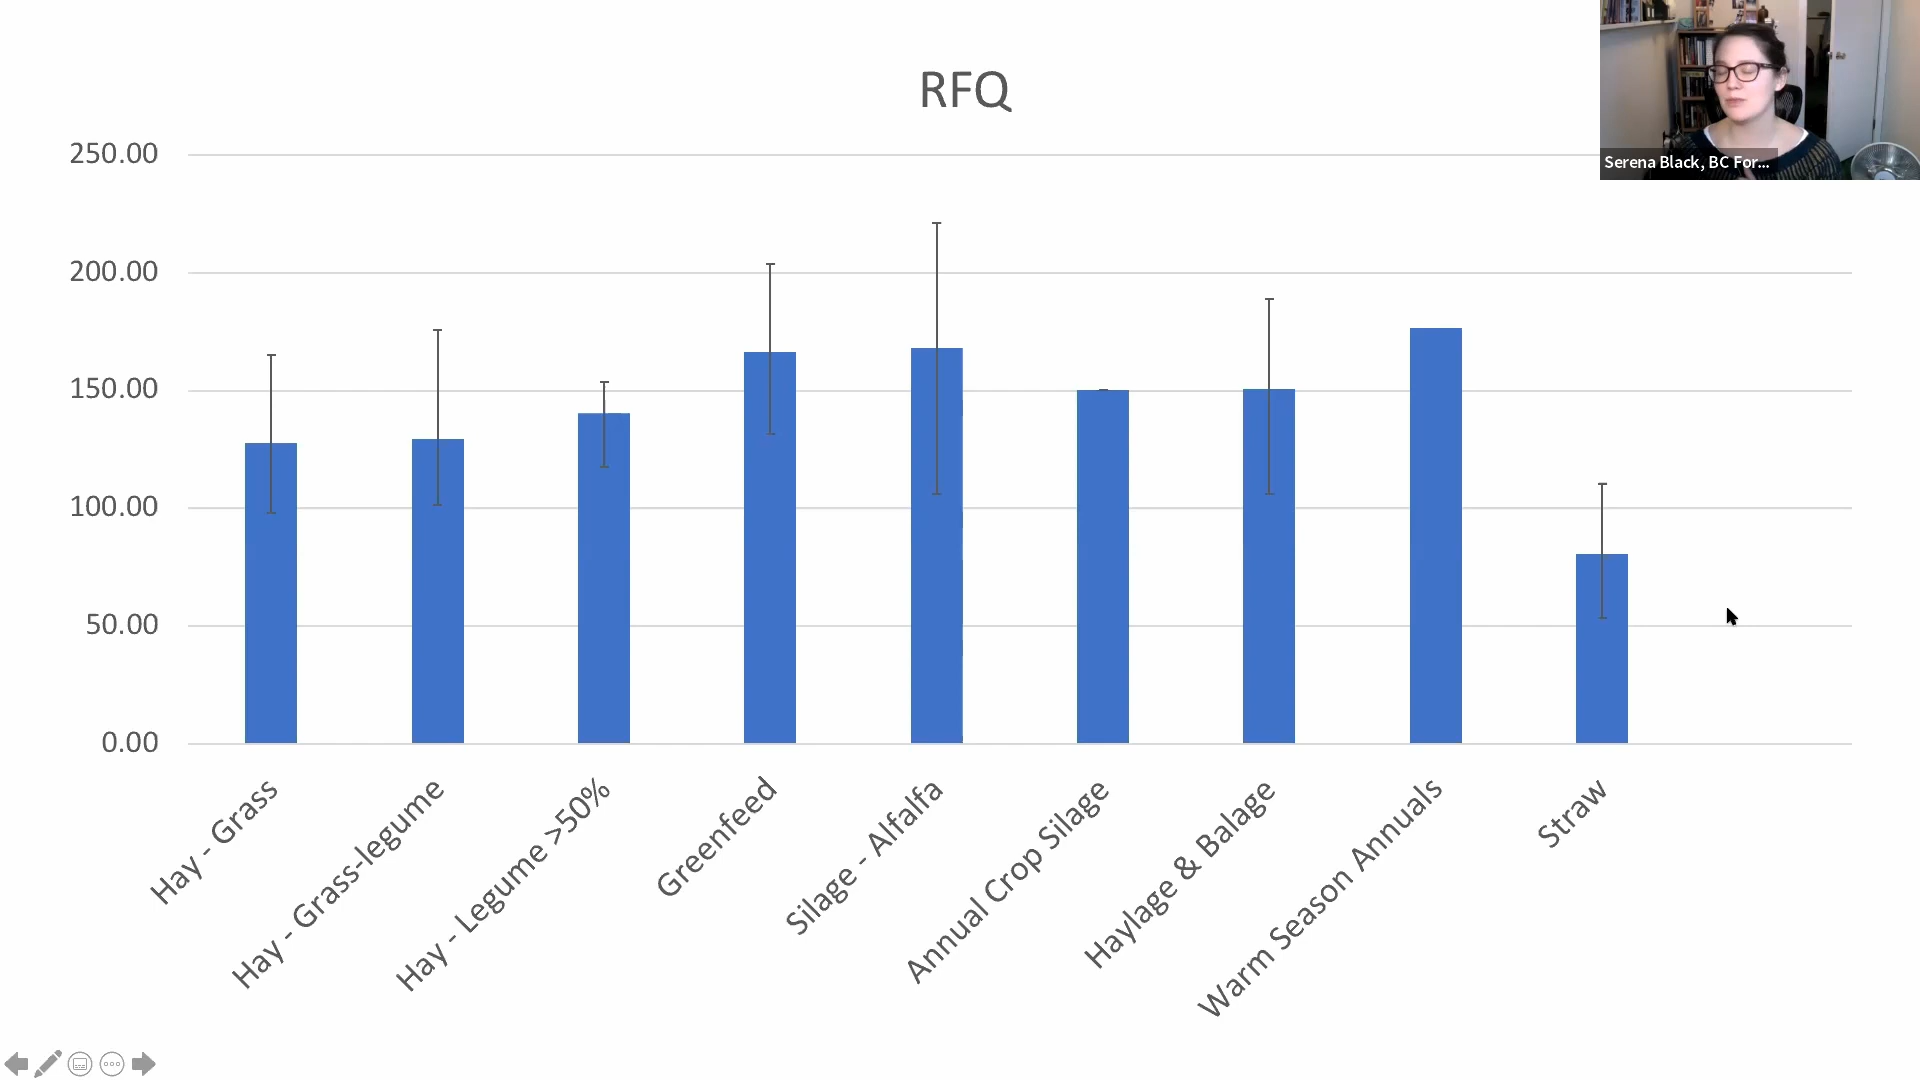 RFQ
Serena Black, BC For...
250.00
200.00
150.00
100.00
50.00
0.00
Hay - Grass
Hay - Grass-legume
Hay - Legume >50%
Greenfeed
Silage - Alfalfa
Annual Crop Silage
Haylage & Balage
Warm Season Annuals
Straw